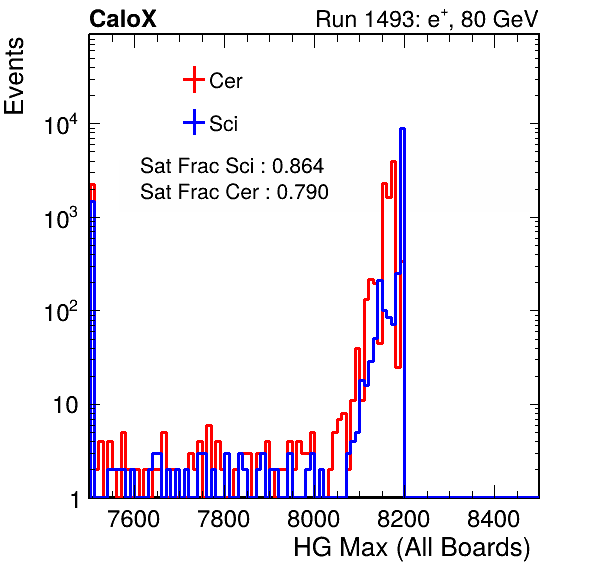 CaloX Run 1493: e⁺, 80 GeV
Events
Cer
Sci
Sat Frac Sci : 0.864
Sat Frac Cer : 0.790
10⁴
10³
10²
10
1
7600 7800 8000 8200 8400
HG Max (All Boards)